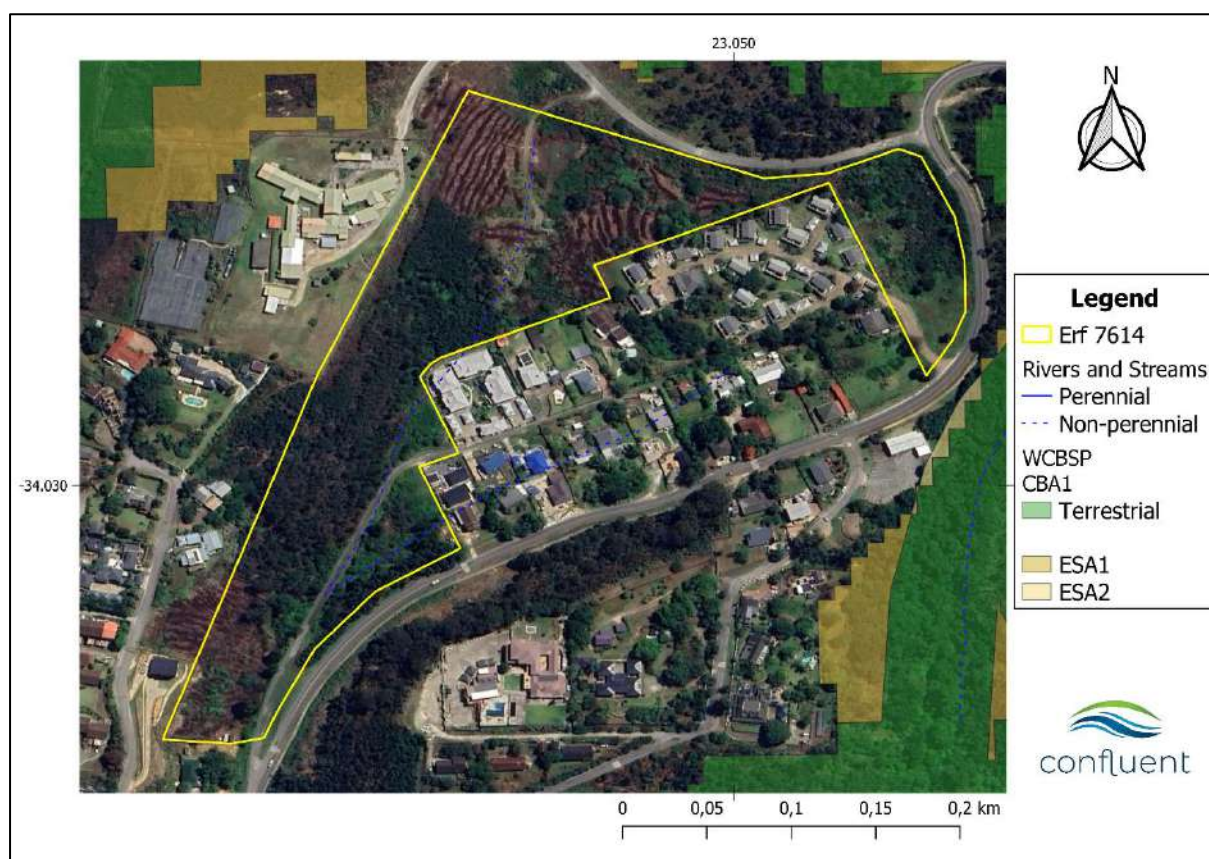 23.050
N
-34.030
Legend
Erf 7614
Rivers and Streams
Perennial
Non-perennial
WCBSP
CBA1
Terrestrial
ESA1
ESA2
confluent
0 0,05 0,1 0,15 0,2 km